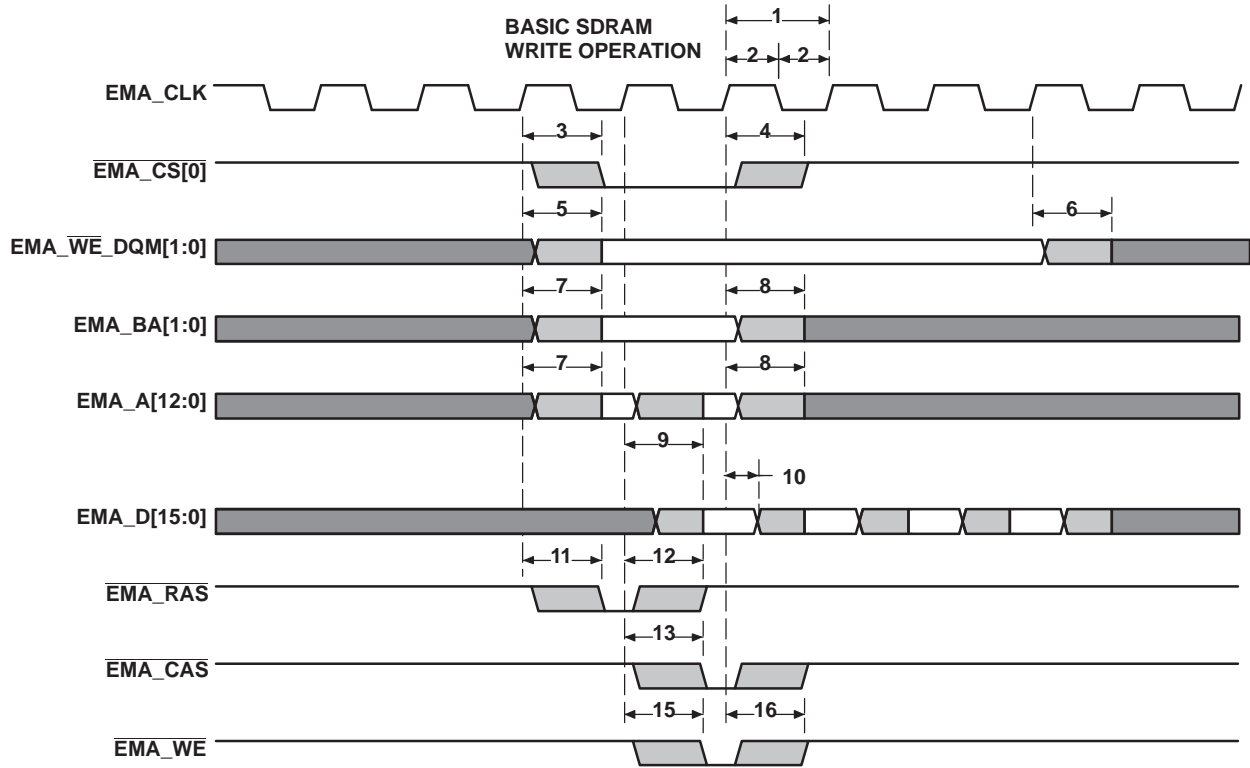 BASIC SDRAM
WRITE OPERATION
1
2 2
EMA_CLK
3 4
EMA_CS[0]
5 6
EMA_WE_DQM[1:0]
7 8
EMA_BA[1:0]
7 8
EMA_A[12:0]
9
10
EMA_D[15:0]
11 12
EMA_RAS
13
EMA_CAS
15 16
EMA_WE